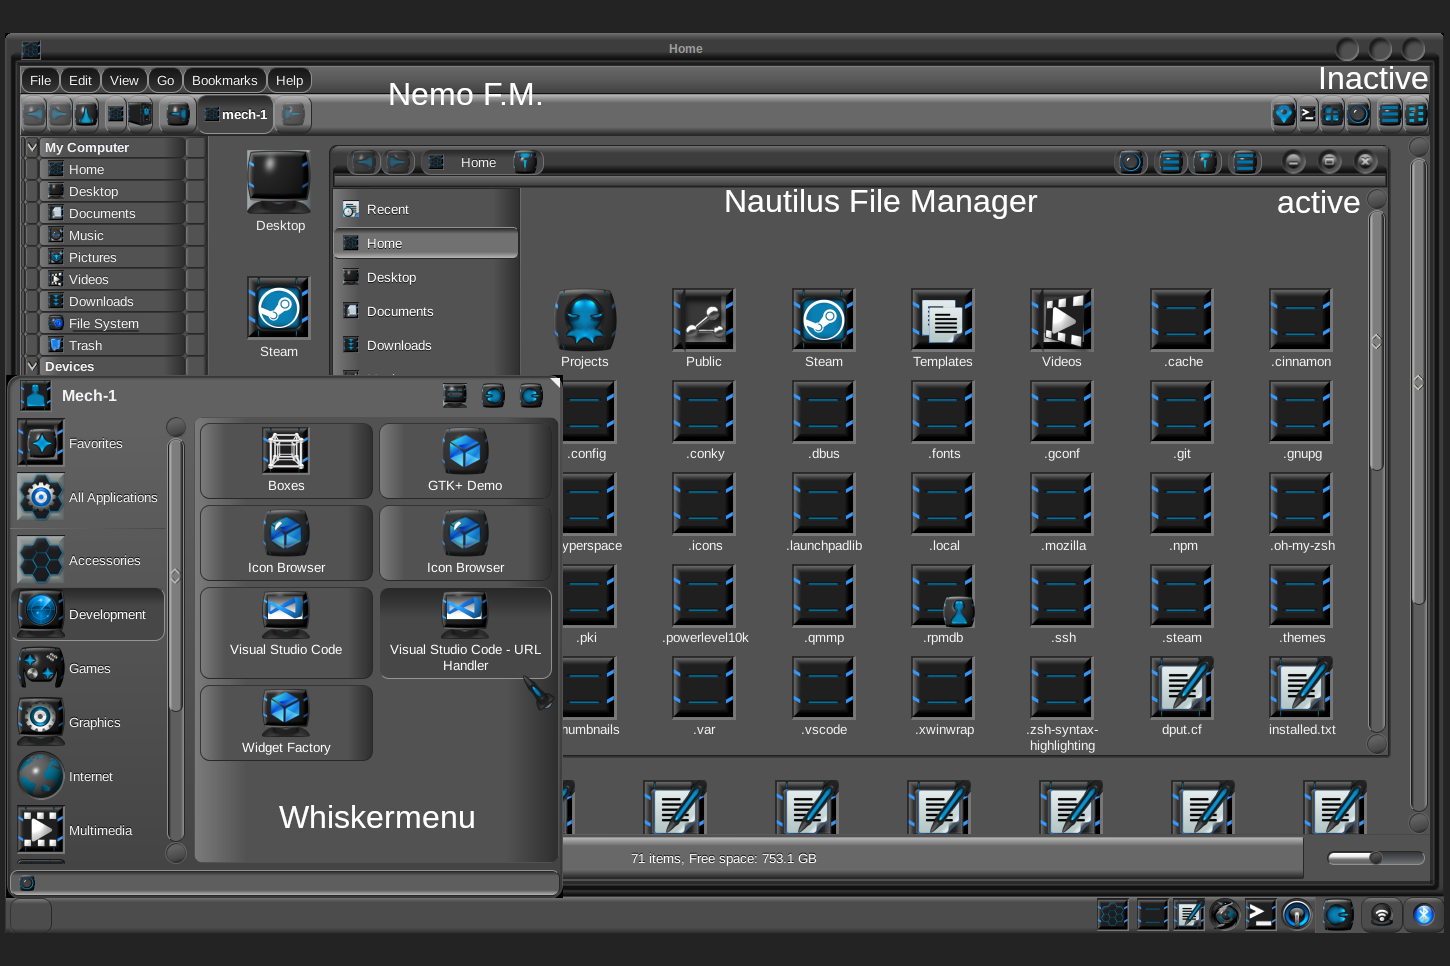 Home
File Edit View Go Bookmarks Help
Nemo F.M.
Inactive
mech-1
My Computer
Home
Desktop
Documents
Music
Pictures
Videos
Downloads
File System
Trash
Devices
Desktop
Steam
Home
Nautilus File Manager
active
Recent
Home
Desktop
Documents
Downloads
Projects Public Steam Templates Videos .cache .cinnamon
.config .conky .dbus .fonts .gconf .git .gnupg
yperspace .icons .launchpadlib .local .mozilla .npm .oh-my-zsh
.pki .powerlevel10k .qmmp .rpmdb .ssh .steam .themes
numbnails .var .vscode .xwinwrap .zsh-syntax- dput.cf installed.txt
highlighting
Mech-1
Favorites
All Applications
Accessories
Development
Games
Graphics
Internet
Multimedia
Boxes GTK+ Demo
Icon Browser Icon Browser
Visual Studio Code Visual Studio Code - URL
Handler
Widget Factory
Whiskermenu
71 items, Free space: 753.1 GB